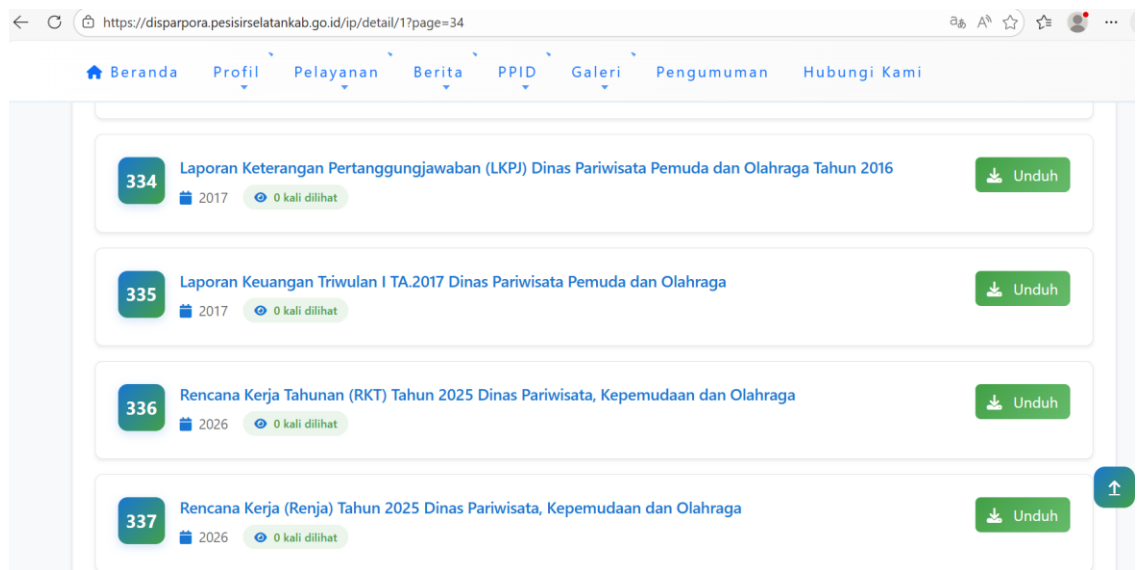 https://disparpora.pesisirselatankab.go.id/ip/detail/1?page=34
Beranda Profil Pelayanan Berita PPID Galeri Pengumuman Hubungi Kami
334
Laporan Keterangan Pertanggungjawaban (LKPJ) Dinas Pariwisata Pemuda dan Olahraga Tahun 2016
2017 0 kali dilihat
Unduh
335
Laporan Keuangan Triwulan I TA.2017 Dinas Pariwisata Pemuda dan Olahraga
2017 0 kali dilihat
Unduh
336
Rencana Kerja Tahunan (RKT) Tahun 2025 Dinas Pariwisata, Kepemudaan dan Olahraga
2026 0 kali dilihat
Unduh
337
Rencana Kerja (Renja) Tahun 2025 Dinas Pariwisata, Kepemudaan dan Olahraga
2026 0 kali dilihat
Unduh